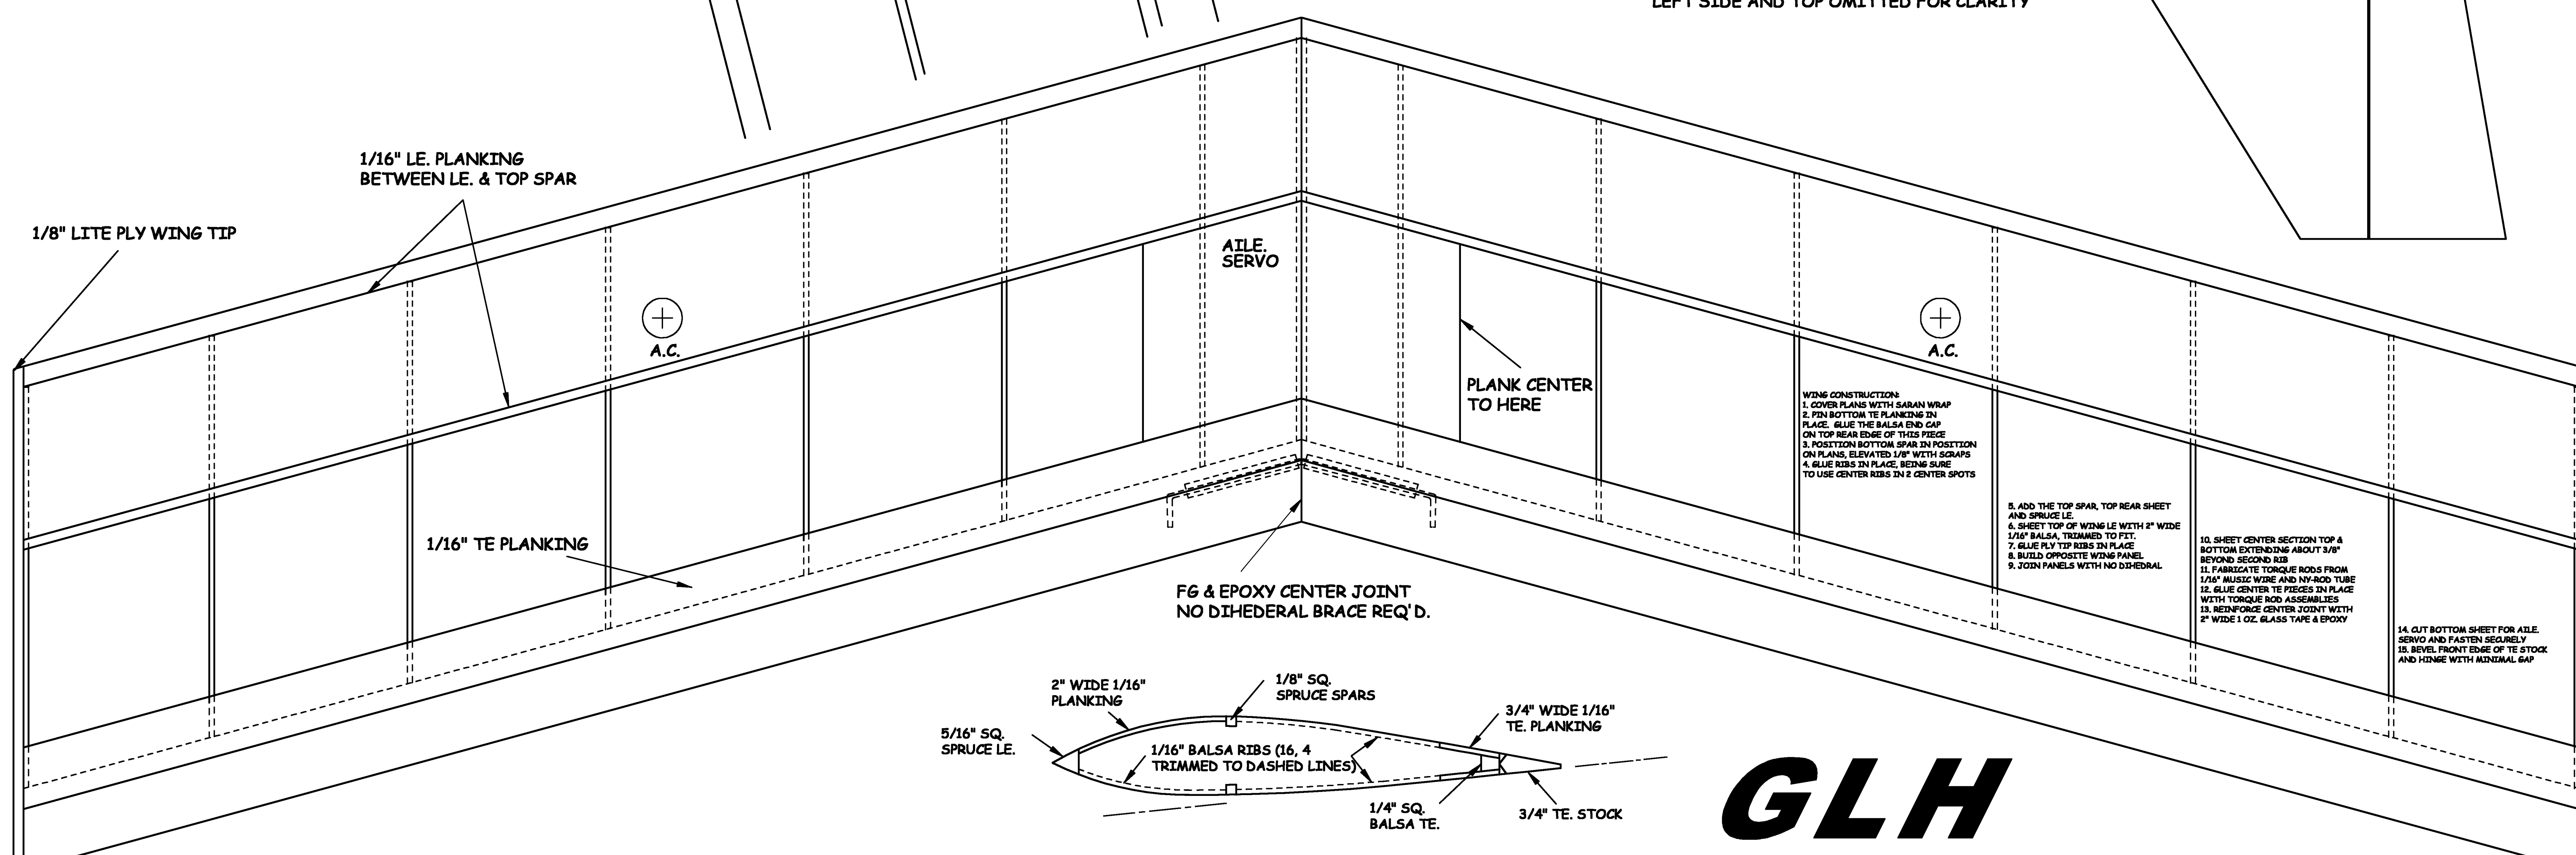 LEFT SIDE AND TOP OMITTED FOR CLARITY
1/16" LE. PLANKING
BETWEEN LE. & TOP SPAR
1/8" LITE PLY WING TIP
AILE.
SERVO
A.C.
A.C.
PLANK CENTER
TO HERE
WING CONSTRUCTION:
1. COVER PLANS WITH SARAN WRAP
2. PIN BOTTOM TE PLANKING IN
PLACE. GLUE THE BALSA END CAP
ON TOP REAR EDGE OF THIS PIECE
3. POSITION BOTTOM SPAR IN POSITION
ON PLANS, ELEVATED 1/8" WITH SCRAPS
4. GLUE RIBS IN PLACE, BEING SURE
TO USE CENTER RIBS IN 2 CENTER SPOTS
5. ADD THE TOP SPAR, TOP REAR SHEET
AND SPRUCE LE.
6. SHEET TOP OF WING LE WITH 2" WIDE
1/16" BALSA, TRIMMED TO FIT.
7. GLUE PLY TIP RIBS IN PLACE
8. BUILD OPPOSITE WING PANEL
9. JOIN PANELS WITH NO DIHEDRAL
10. SHEET CENTER SECTION TOP &
BOTTOM EXTENDING ABOUT 3/8"
BEYOND SECOND RIB
11. FABRICATE TORQUE RODS FROM
1/16" MUSIC WIRE AND NY-ROD TUBE
12. GLUE CENTER TE PIECES IN PLACE
WITH TORQUE ROD ASSEMBLIES
13. REINFORCE CENTER JOINT WITH
2" WIDE 1 OZ. GLASS TAPE & EPOXY
14. CUT BOTTOM SHEET FOR AILE.
SERVO AND FASTEN SECURELY
15. BEVEL FRONT EDGE OF TE STOCK
AND HINGE WITH MINIMAL GAP
1/16" TE PLANKING
FG & EPOXY CENTER JOINT
NO DIHEDERAL BRACE REQ'D.
2" WIDE 1/16"
PLANKING
1/8" SQ.
SPRUCE SPARS
5/16" SQ.
SPRUCE LE.
1/16" BALSA RIBS (16, 4
TRIMMED TO DASHED LINES)
3/4" WIDE 1/16"
TE. PLANKING
1/4" SQ.
BALSA TE.
3/4" TE. STOCK
GLH